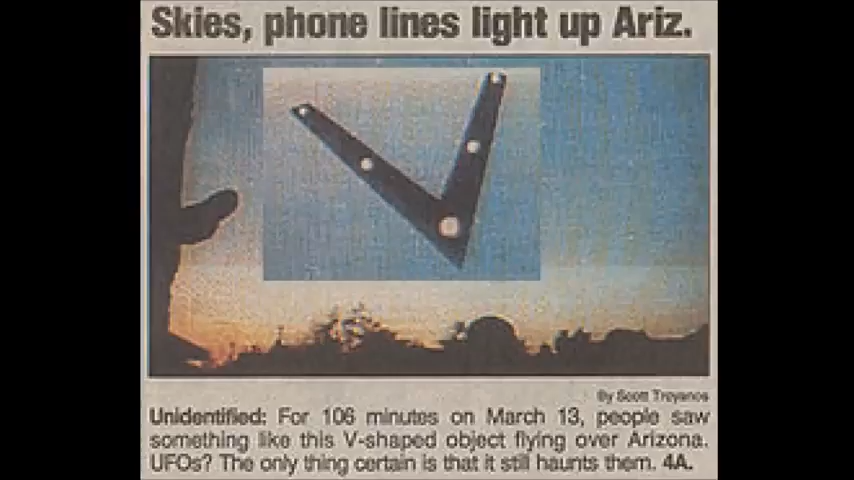 Skies, phone lines light up Ariz.
By Scott Troyanos
Unidentified: For 106 minutes on March 13, people saw
something like this V-shaped object flying over Arizona.
UFOs? The only thing certain is that it still haunts them. 4A.